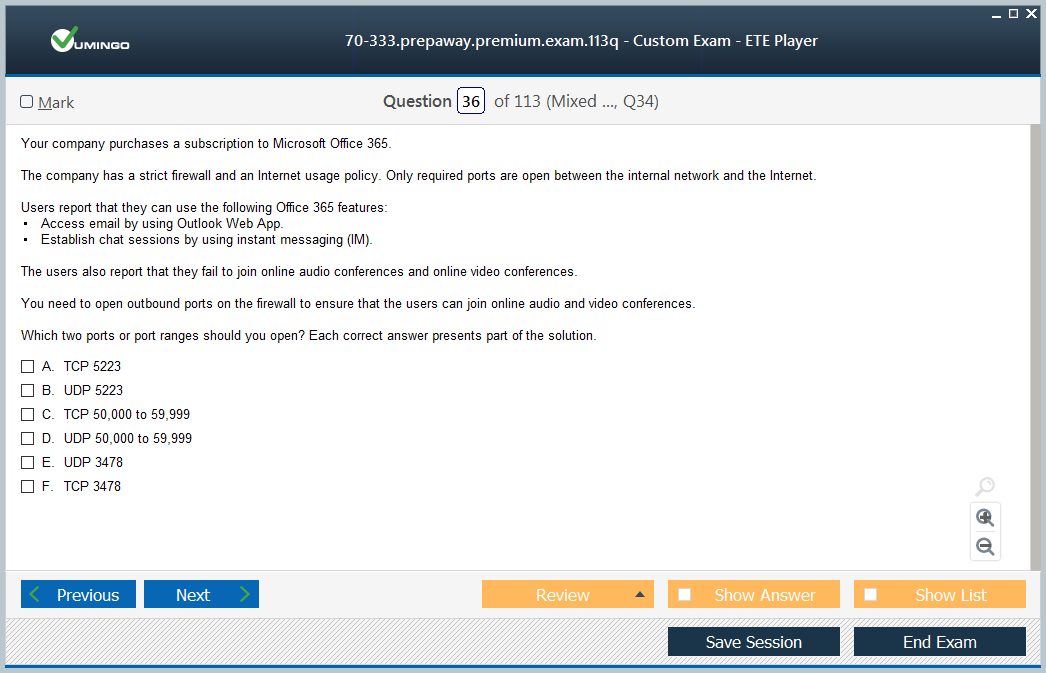 VUMINGO
70-333.prepaway.premium.exam.113q - Custom Exam - ETE Player
Mark
Question 36 of 113 (Mixed ..., Q34)
Your company purchases a subscription to Microsoft Office 365.
The company has a strict firewall and an Internet usage policy. Only required ports are open between the internal network and the Internet.
Users report that they can use the following Office 365 features:
• Access email by using Outlook Web App.
• Establish chat sessions by using instant messaging (IM).
The users also report that they fail to join online audio conferences and online video conferences.
You need to open outbound ports on the firewall to ensure that the users can join online audio and video conferences.
Which two ports or port ranges should you open? Each correct answer presents part of the solution.
A. TCP 5223
B. UDP 5223
C. TCP 50,000 to 59,999
D. UDP 50,000 to 59,999
E. UDP 3478
F. TCP 3478
Previous Next Review Show Answer Show List
Save Session End Exam